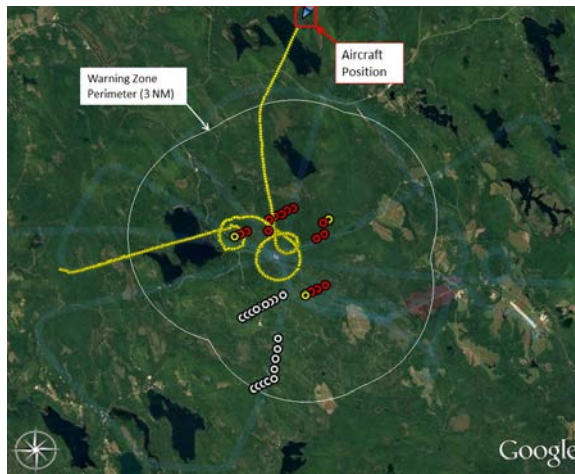 Aircraft
Position
Warning Zone
Perimeter (3 NM)
Google